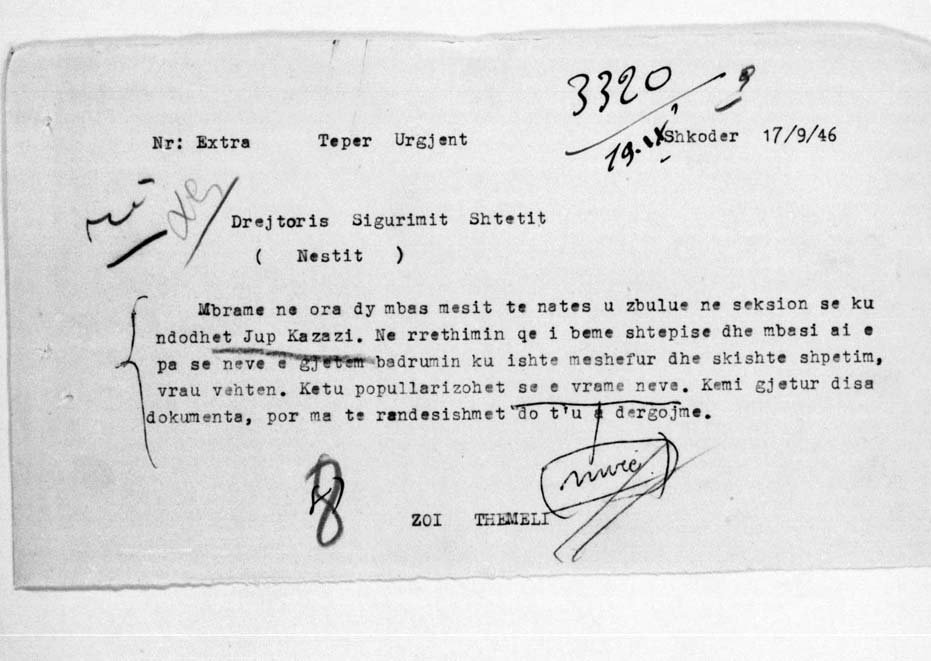 3320
19.IX
Nr: Extra Teper Urgjent Shkoder 17/9/46
Drejtoris Sigurimit Shtetit
( Nestit )
Mbrame ne ora dy mbas mesit te nates u zbulue ne seksion se ku
ndodhet Jup Kazazi. Ne rrethimin qe i beme shtepise dhe mbasi ai e
pa se neve e gjetem badrumin ku ishte meshefur dhe skishte shpetim,
vrau vehten. Ketu popullarizohet se e vrame neve. Kemi gjetur disa
dokumenta, por ma te randesishmet do t'u a dergojme.
8
ZOI THEMELI